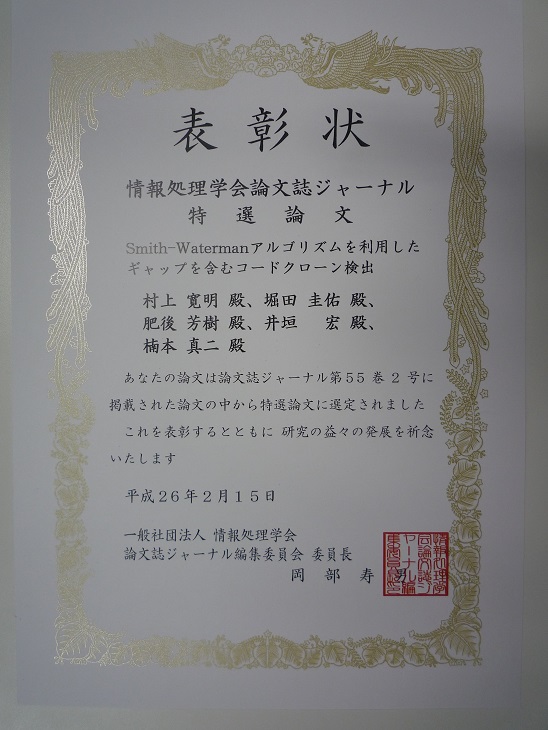 表彰状
情報処理学会論文誌ジャーナル
特選論文
Smith-Watermanアルゴリズムを利用した
ギャップを含むコードクローン検出
村上 寛明 殿、堀田 圭佑 殿、
肥後 芳樹 殿、井垣 宏 殿、
楠本 真二 殿
あなたの論文は論文誌ジャーナル第55巻2号に
掲載された論文の中から特選論文に選定されました
これを表彰するとともに 研究の益々の発展を祈念
いたします
平成26年2月15日
一般社団法人 情報処理学会
論文誌ジャーナル編集委員会 委員長
岡部寿男